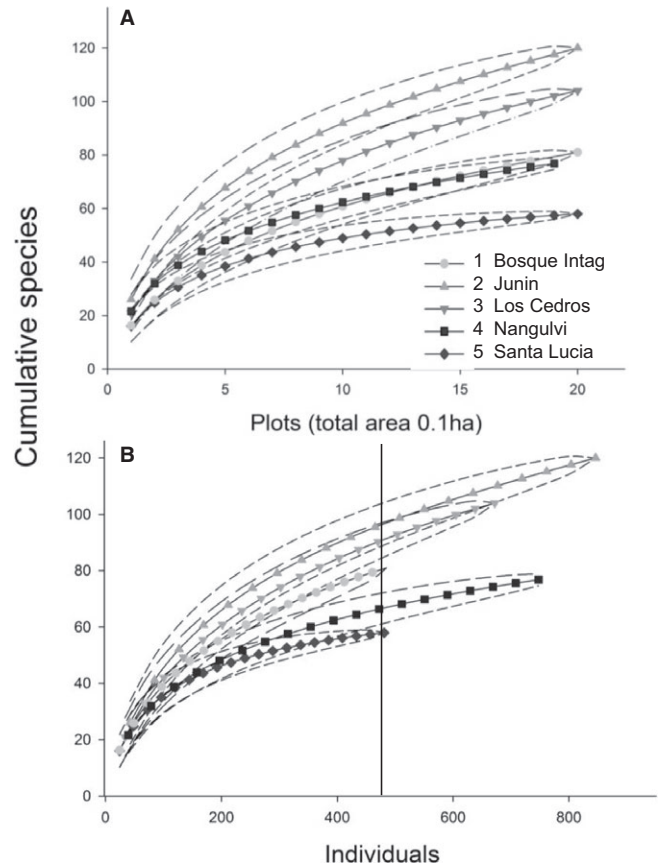 A
Cumulative species
120
100
80
60
40
20
0
1 Bosque Intag
2 Junin
3 Los Cedros
4 Nangulvi
5 Santa Lucia
0 5 10 15 20
Plots (total area 0.1ha)
B
120
100
80
60
40
20
0
0 200 400 600 800
Individuals